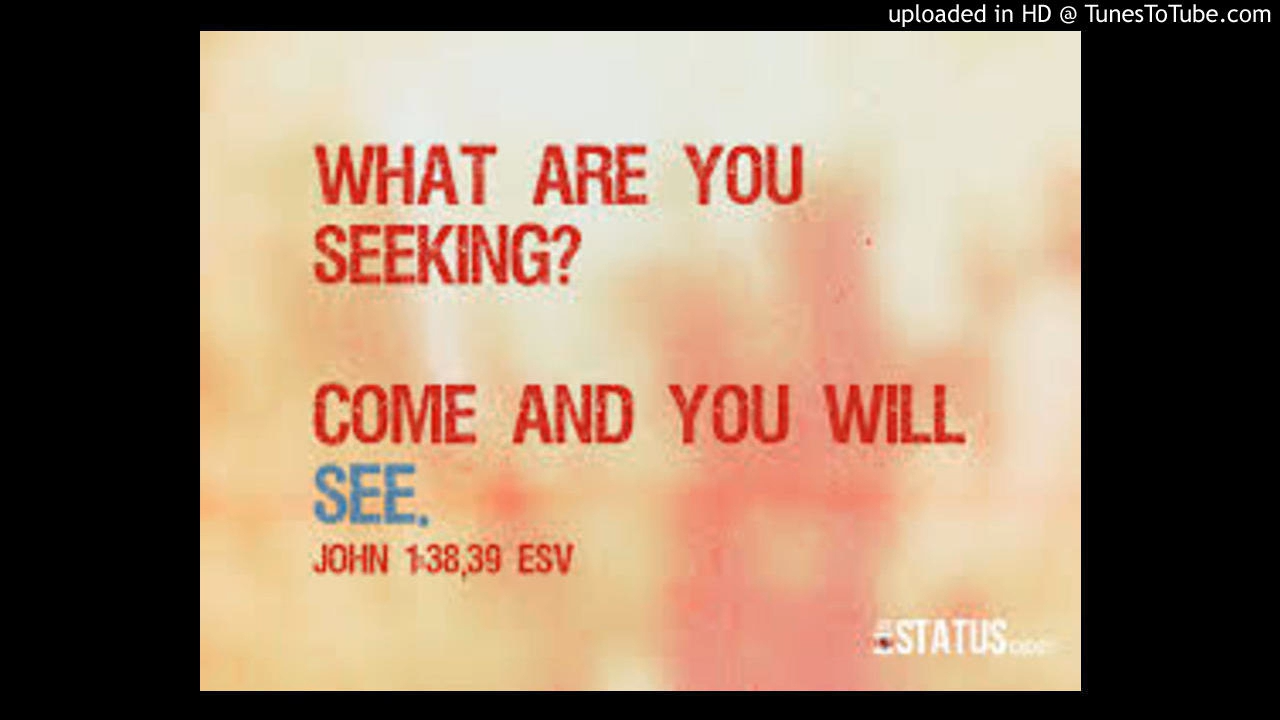 uploaded in HD @ TunesToTube.com
WHAT ARE YOU
SEEKING?
COME AND YOU WILL
SEE.
JOHN 1:38,39 ESV
STATUS